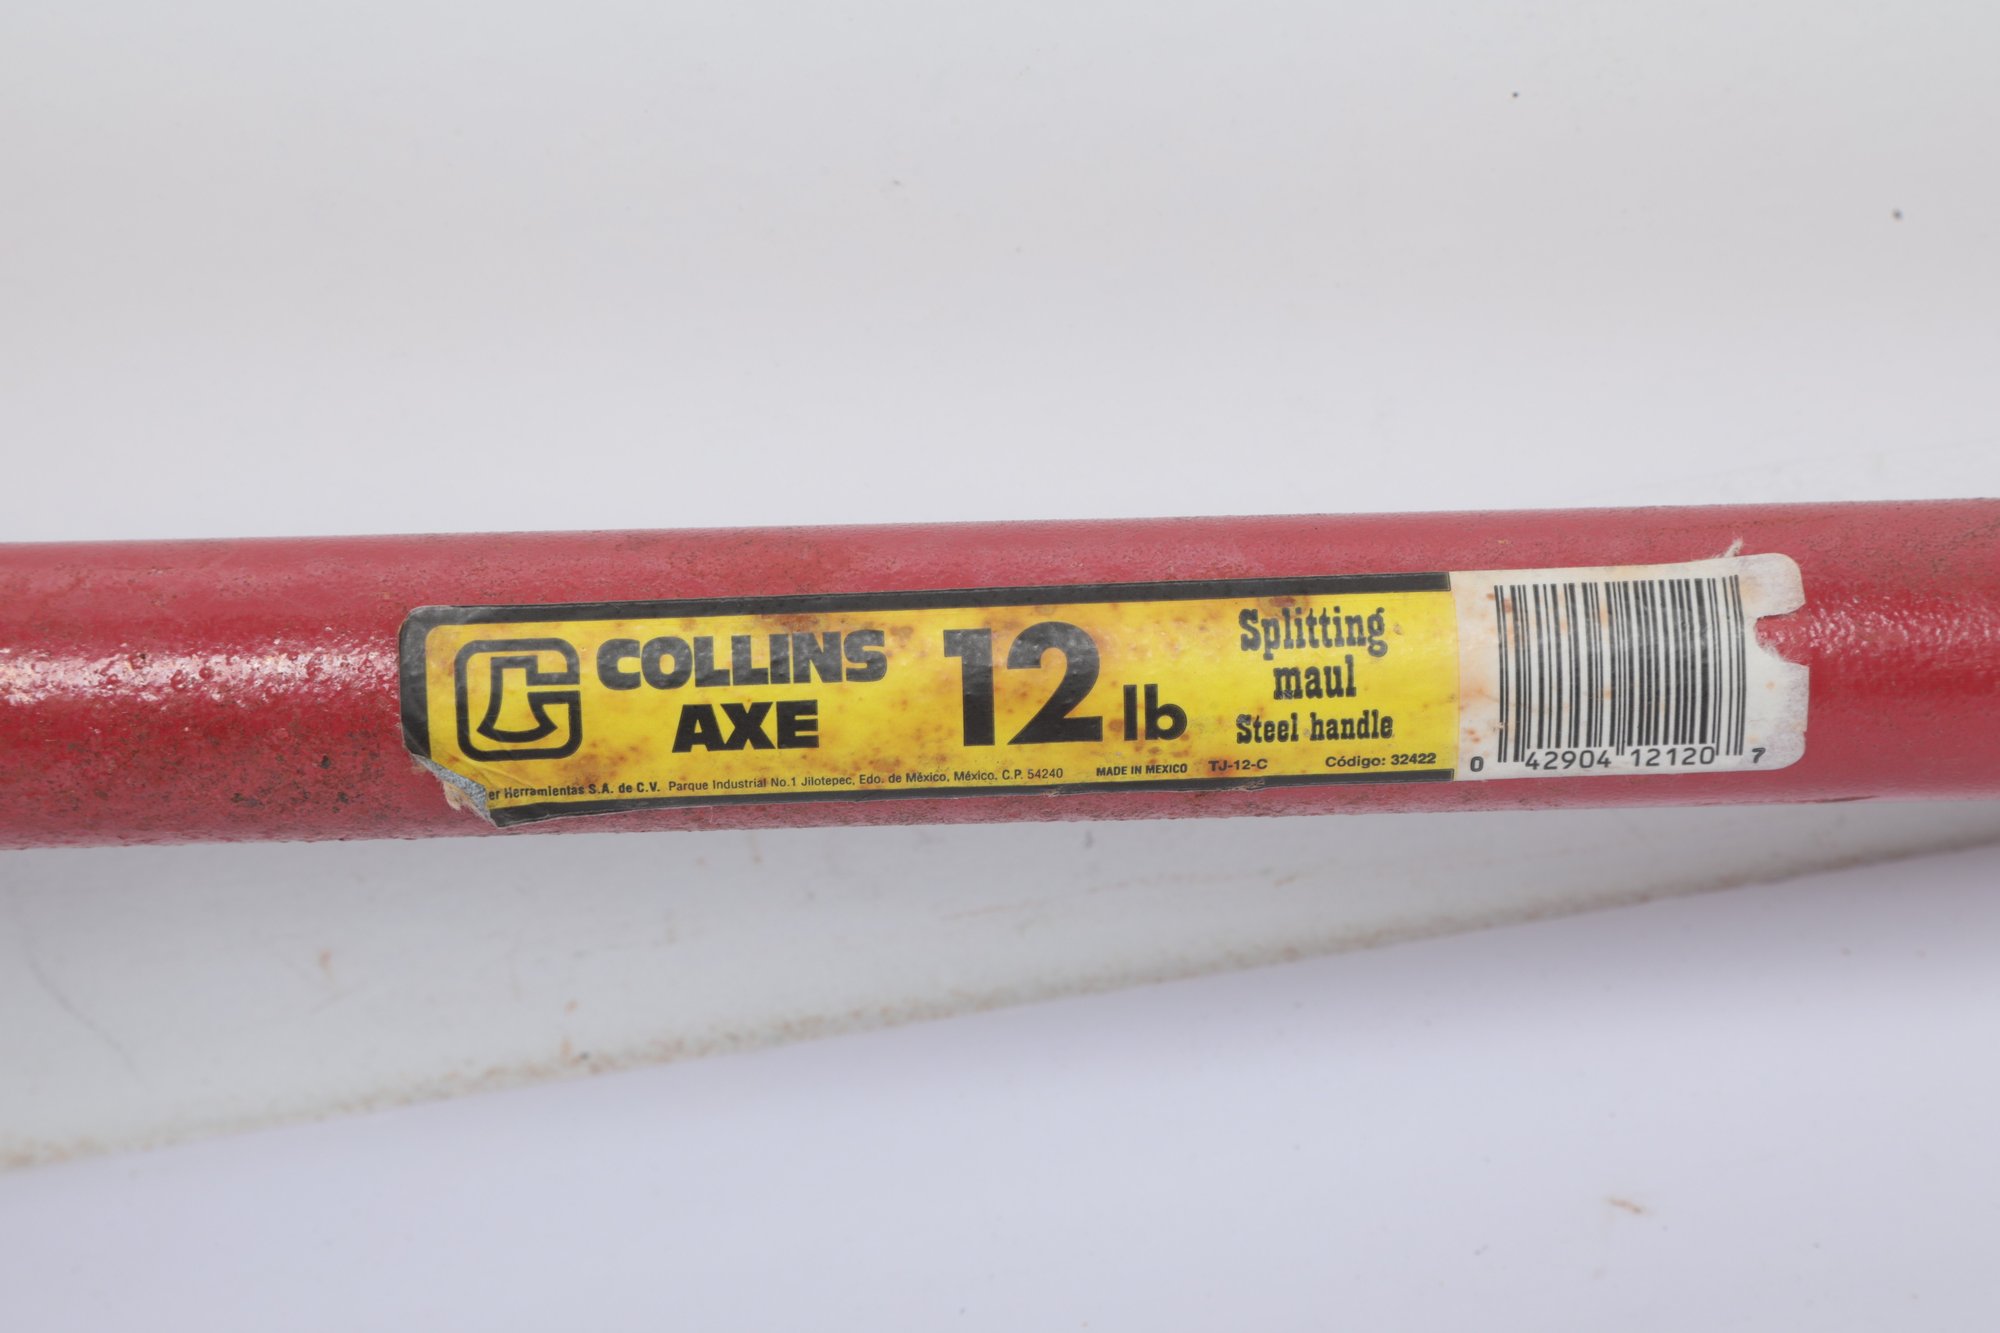 COLLINS
AXE
12 lb
Splitting
maul
Steel handle
er Herramientas S.A. de C.V. Parque Industrial No.1 Jilotepec, Edo. de México, México. C.P. 54240
MADE IN MEXICO TJ-12-C Código: 32422
0 42904 12120 7